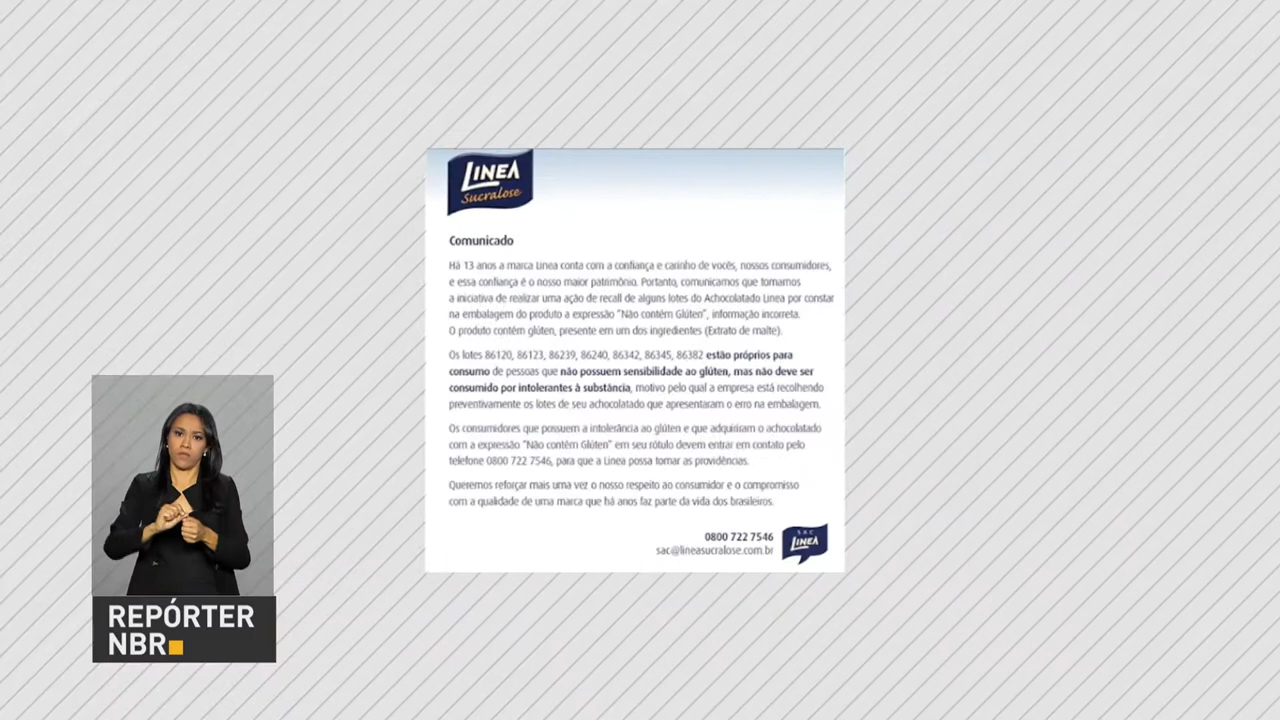 LINEA
Sucralose
Comunicado
Há 13 anos a marca Linea conta com a confiança e carinho de vocês, nossos consumidores,
e essa confiança é o nosso maior patrimônio. Portanto, comunicamos que tomamos
a iniciativa de realizar uma ação de recall de alguns lotes do Achocolatado Linea por constar
na embalagem do produto a expressão "Não contém Glúten", informação incorreta.
O produto contém glúten, presente em um dos ingredientes (Extrato de malte).
Os lotes 86120, 86123, 86239, 86240, 86342, 86345, 86382 estão próprios para
consumo de pessoas que não possuem sensibilidade ao glúten, mas não deve ser
consumido por intolerantes à substância, motivo pelo qual a empresa está recolhendo
preventivamente os lotes de seu achocolatado que apresentaram o erro na embalagem.
Os consumidores que possuem a intolerância ao glúten e que adquiriram o achocolatado
com a expressão "Não contém Glúten" em seu rótulo devem entrar em contato pelo
telefone 0800 722 7546, para que a Linea possa tomar as providências.
Queremos reforçar mais uma vez o nosso respeito ao consumidor e o compromisso
com a qualidade de uma marca que há anos faz parte da vida dos brasileiros.
0800 722 7546
sac@lineasucralose.com.br
SAC
LINEA
REPÓRTER
NBR